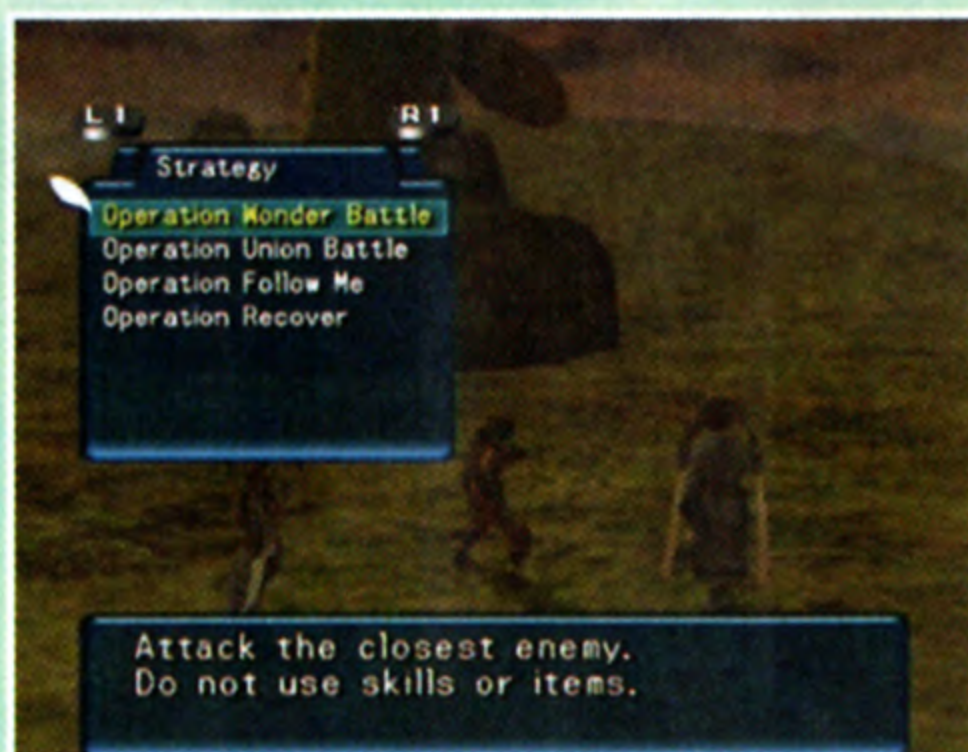 L1 R1
Strategy
Operation Wonder Battle
Operation Union Battle
Operation Follow Me
Operation Recover
Attack the closest enemy.
Do not use skills or items.